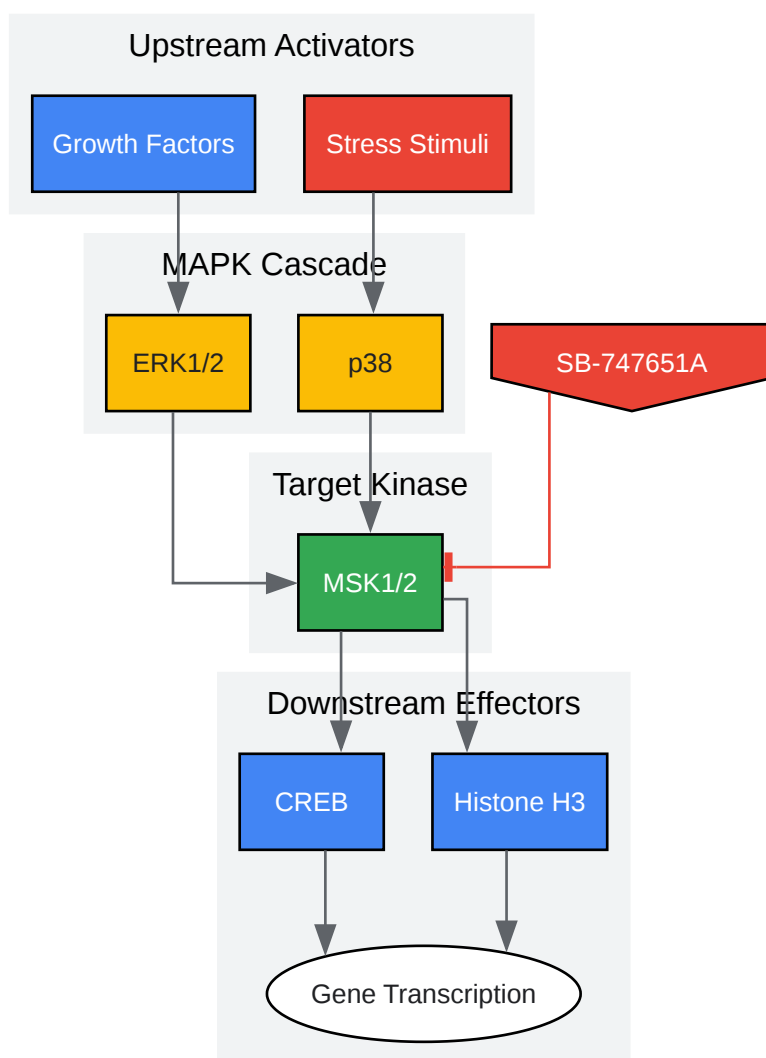 Upstream Activators
Growth Factors
Stress Stimuli
MAPK Cascade
ERK1/2
p38
SB-747651A
Target Kinase
MSK1/2
Downstream Effectors
CREB
Histone H3
Gene Transcription